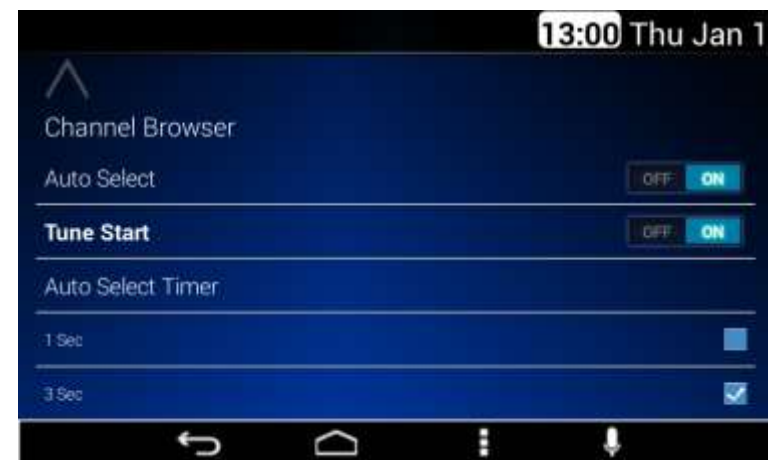 13:00 Thu Jan 1
Channel Browser
Auto Select OFF ON
Tune Start OFF ON
Auto Select Timer
1 Sec
3 Sec